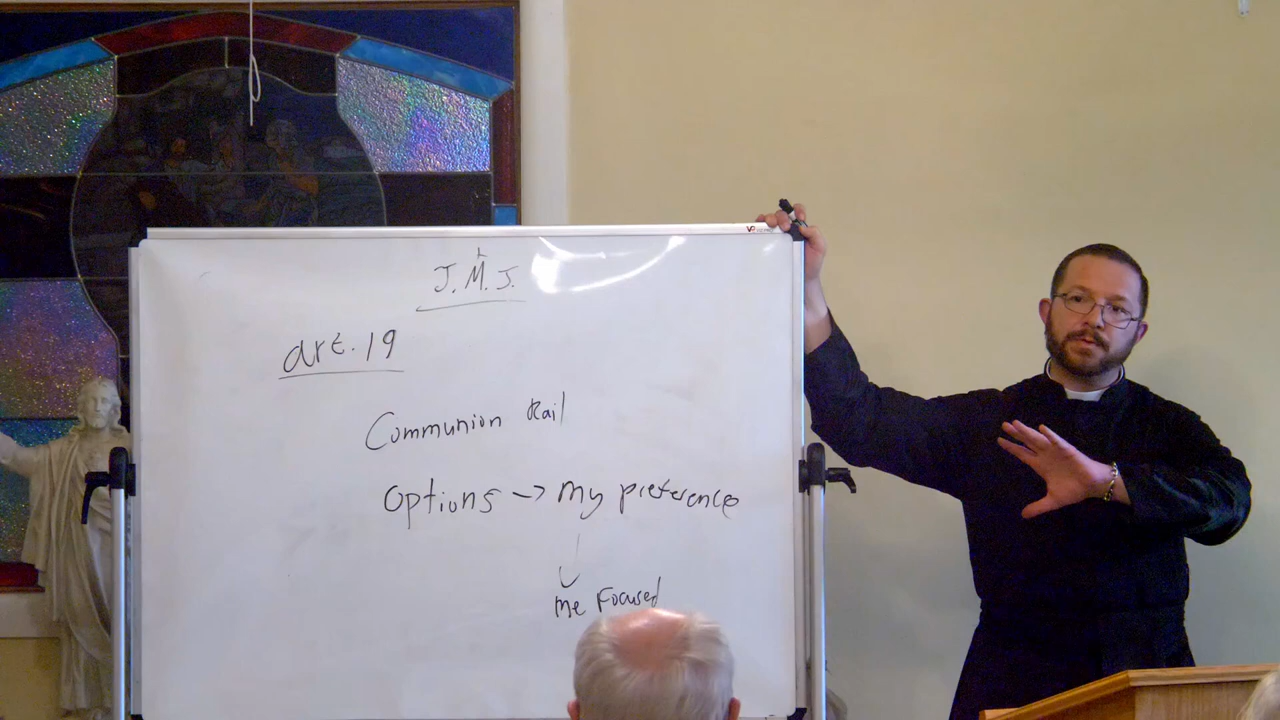 J.M.J.
art. 19
Communion Rail
Options -> my preference
me Focused